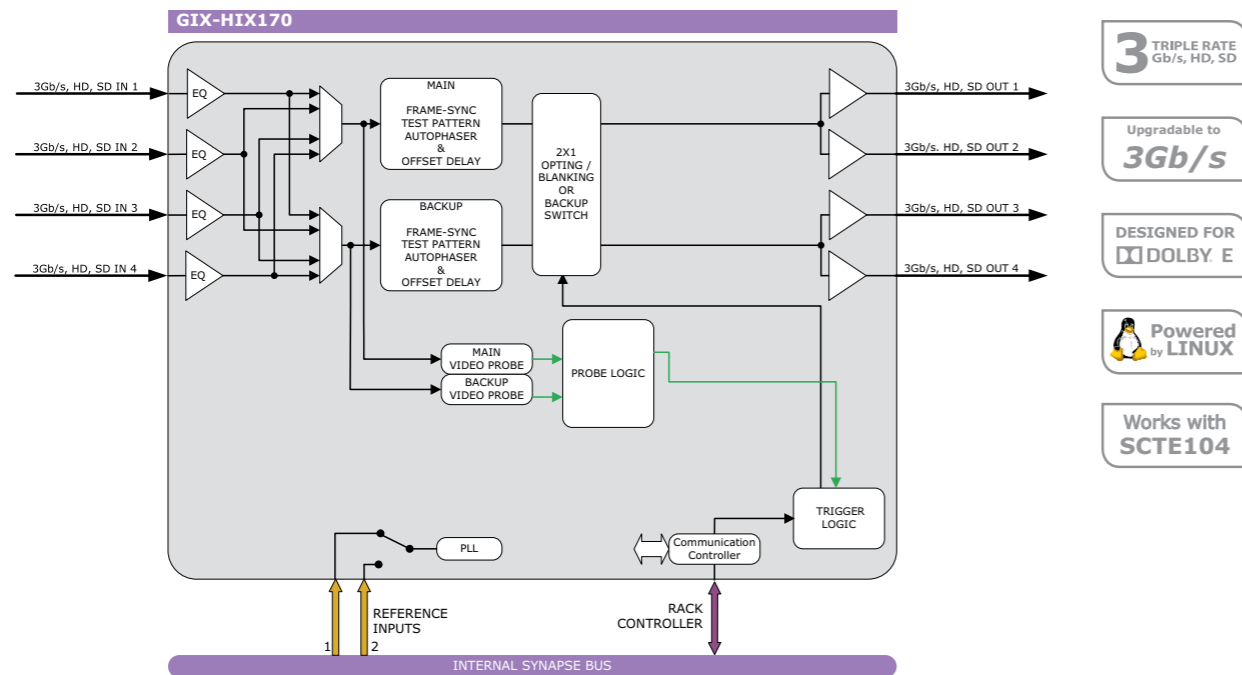 GIX-HIX170
3Gb/s, HD, SD IN 1
3Gb/s, HD, SD IN 2
3Gb/s, HD, SD IN 3
3Gb/s, HD, SD IN 4
EQ
EQ
EQ
EQ
MAIN
FRAME-SYNC
TEST PATTERN
AUTOPHASER
&
OFFSET DELAY
BACKUP
FRAME-SYNC
TEST PATTERN
AUTOPHASER
&
OFFSET DELAY
2X1
OPTING /
BLANKING
OR
BACKUP
SWITCH
3Gb/s, HD, SD OUT 1
3Gb/s. HD, SD OUT 2
3Gb/s, HD, SD OUT 3
3Gb/s, HD, SD OUT 4
MAIN
VIDEO PROBE
BACKUP
VIDEO PROBE
PROBE LOGIC
TRIGGER
LOGIC
Communication
Controller
PLL
REFERENCE
INPUTS
1
2
RACK
CONTROLLER
INTERNAL SYNAPSE BUS
3 TRIPLE RATE
Gb/s, HD, SD
Upgradable to
3Gb/s
DESIGNED FOR
DOLBY E
Powered
by LINUX
Works with
SCTE104